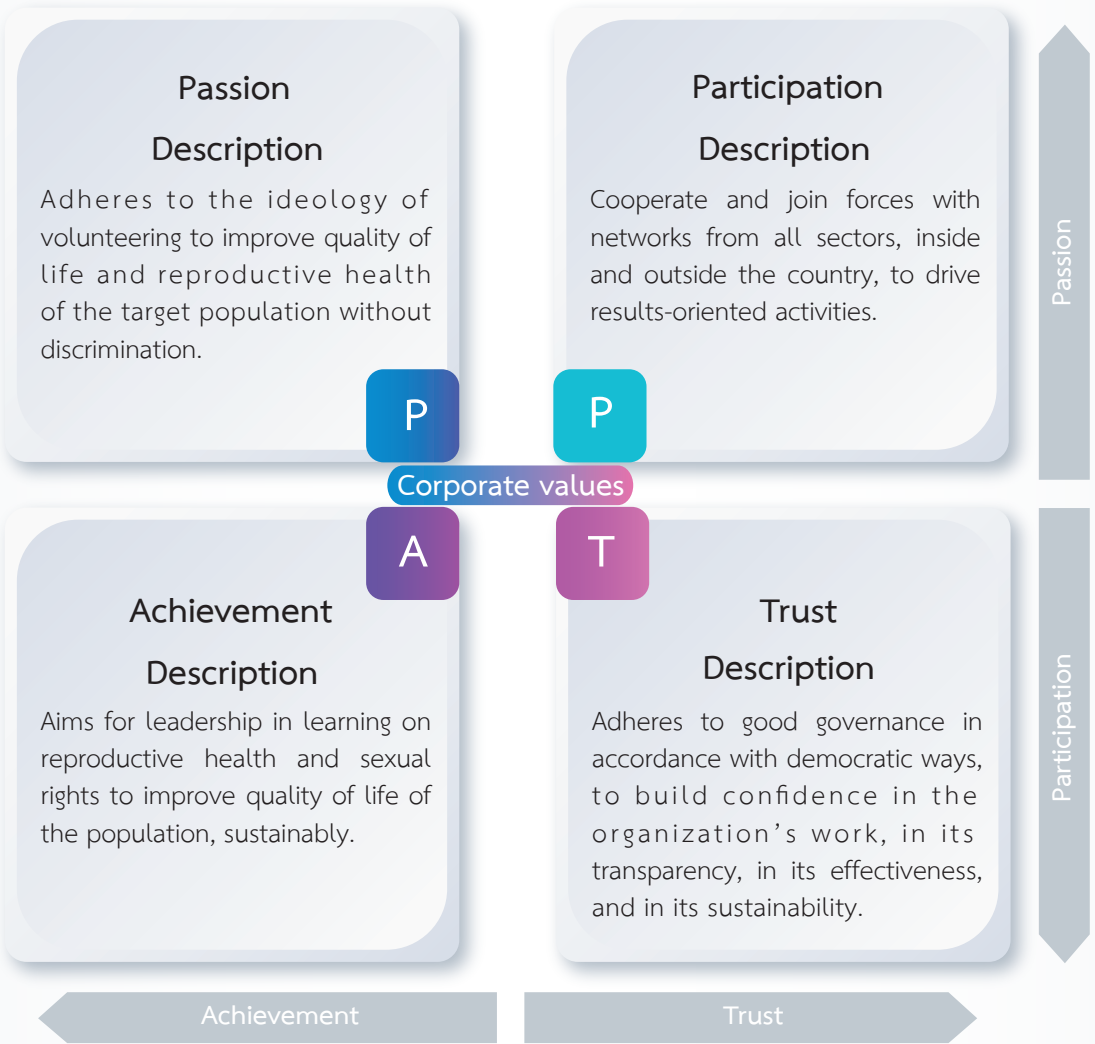 Passion
Description
Adheres to the ideology of
volunteering to improve quality of
life and reproductive health
of the target population without
discrimination.
P
Participation
Description
Cooperate and join forces with
networks from all sectors, inside
and outside the country, to drive
results-oriented activities.
P
Corporate values
A
Achievement
Description
Aims for leadership in learning on
reproductive health and sexual
rights to improve quality of life of
the population, sustainably.
T
Trust
Description
Adheres to good governance in
accordance with democratic ways,
to build confidence in the
organization’s work, in its
transparency, in its effectiveness,
and in its sustainability.
Passion
Participation
Achievement
Trust